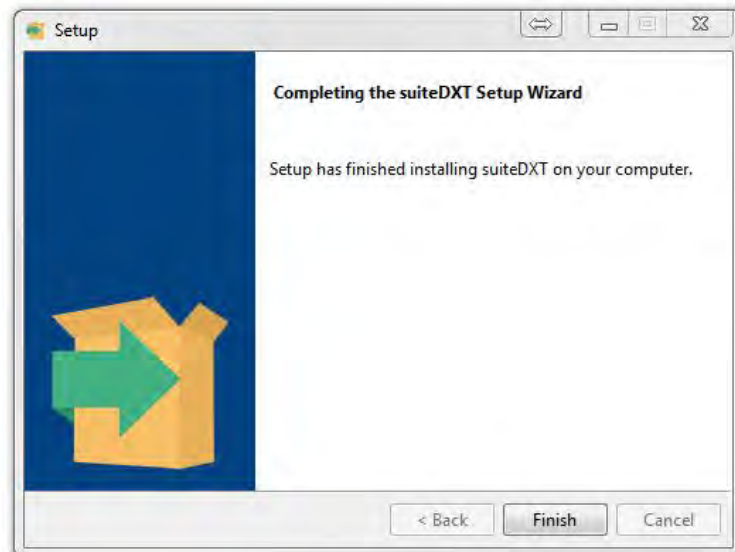 Setup
Completing the suiteDXT Setup Wizard
Setup has finished installing suiteDXT on your computer.
< Back
Finish
Cancel